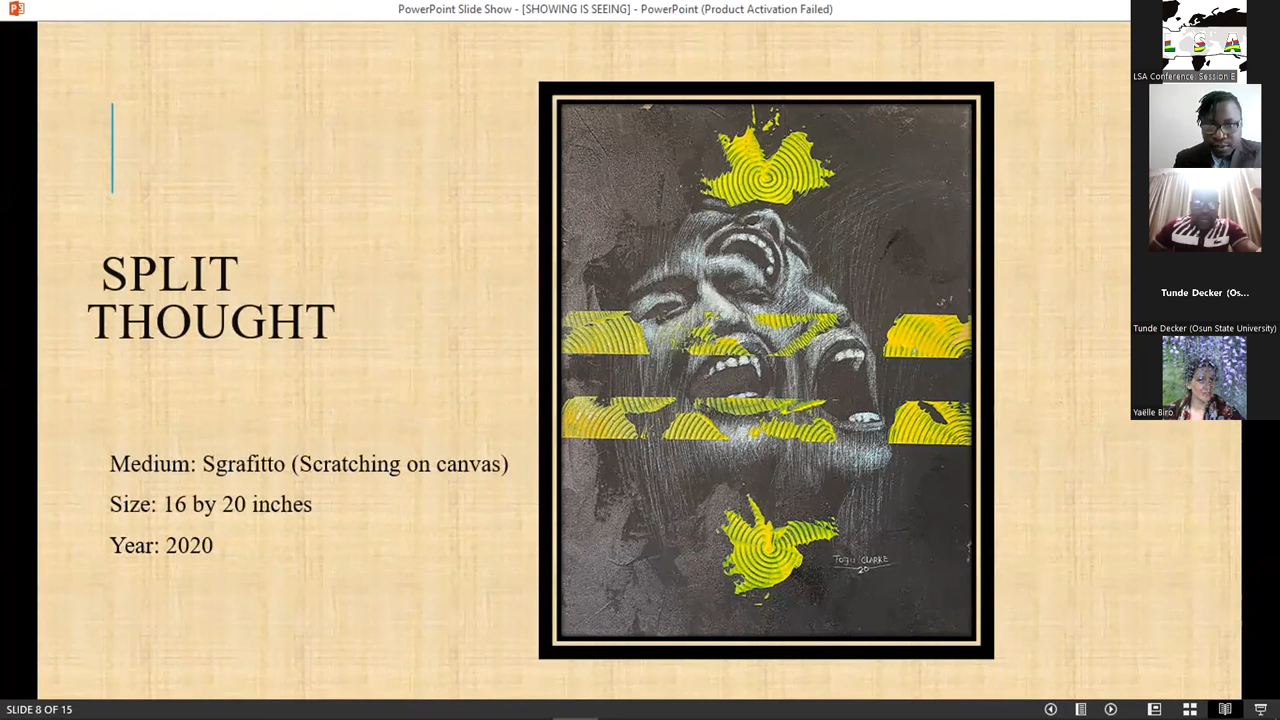 PowerPoint Slide Show - [SHOWING IS SEEING] - PowerPoint (Product Activation Failed)
L S A
LSA Conference: Session E
Tunde Decker (Os...
Tunde Decker (Osun State University)
Yaëlle Biro
SPLIT
THOUGHT
Medium: Sgrafitto (Scratching on canvas)
Size: 16 by 20 inches
Year: 2020
CLARKE
20
SLIDE 8 OF 15